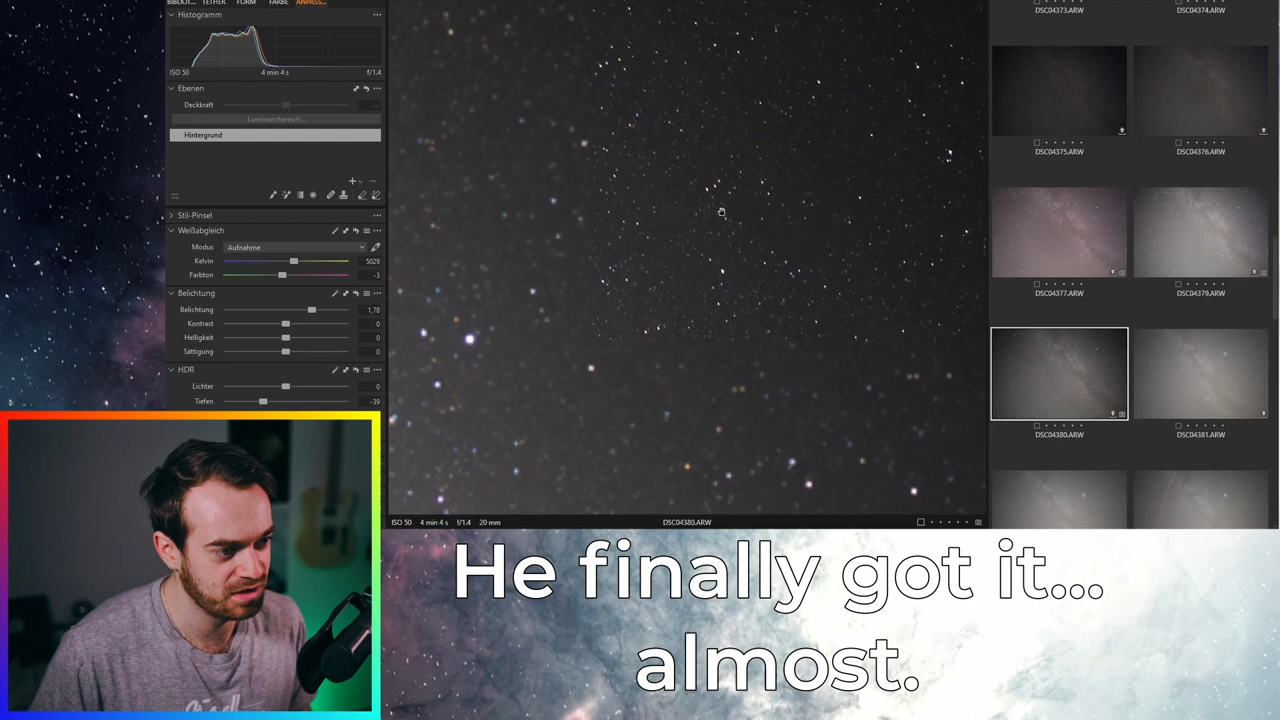 BIBLIOT... TETHER FORM FARBE ANPASS...
Histogramm
ISO 50 4 min 4 s f/1.4
Ebenen
Deckkraft
Luminanzbereich...
Hintergrund
Stil-Pinsel
Weißabgleich
Modus Aufnahme
Kelvin 5029
Farbton -3
Belichtung
Belichtung 1,78
Kontrast 0
Helligkeit 0
Sättigung 0
HDR
Lichter 0
Tiefen -39
ISO 50 4 min 4 s f/1.4 20 mm DSC04380.ARW
DSC04373.ARW DSC04374.ARW
DSC04375.ARW DSC04376.ARW
DSC04377.ARW DSC04379.ARW
DSC04380.ARW DSC04381.ARW
He finally got it...
almost.